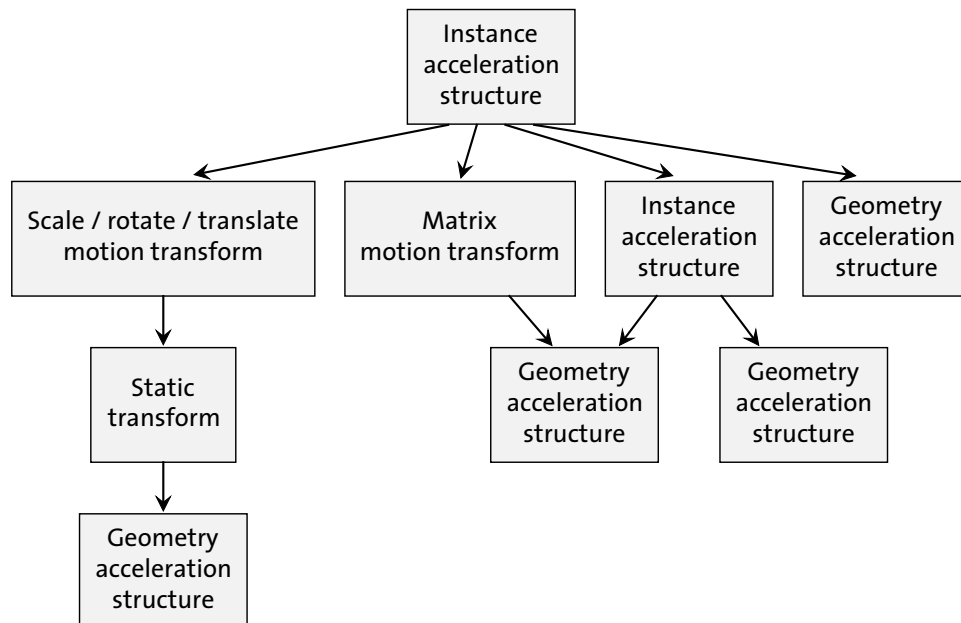 Instance
acceleration
structure
Scale / rotate / translate
motion transform
Matrix
motion transform
Instance
acceleration
structure
Geometry
acceleration
structure
Static
transform
Geometry
acceleration
structure
Geometry
acceleration
structure
Geometry
acceleration
structure